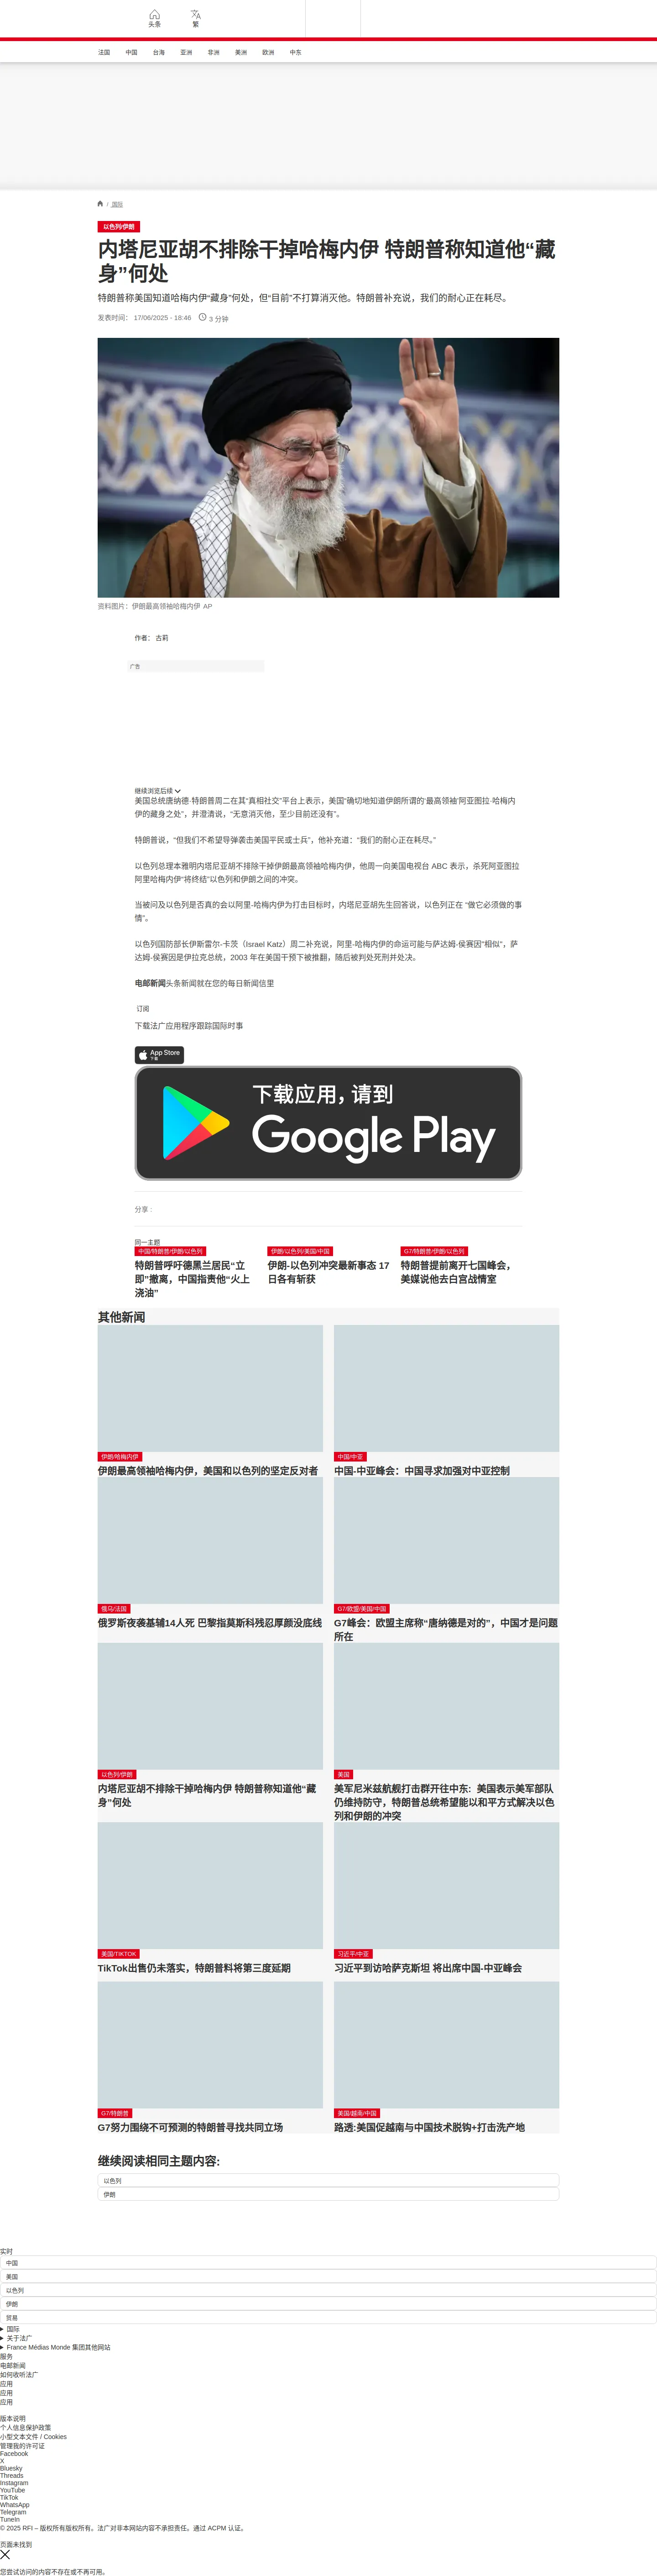 头条
繁
法国
中国
台海
亚洲
非洲
美洲
欧洲
中东
/ 国际
以色列/伊朗
内塔尼亚胡不排除干掉哈梅内伊 特朗普称知道他“藏
身”何处
特朗普称美国知道哈梅内伊“藏身”何处，但“目前”不打算消灭他。特朗普补充说，我们的耐心正在耗尽。
发表时间： 17/06/2025 - 18:46 3 分钟
资料图片：伊朗最高领袖哈梅内伊 AP
作者： 古莉
广告
继续浏览后续
美国总统唐纳德·特朗普周二在其“真相社交”平台上表示，美国“确切地知道伊朗所谓的‘最高领袖’阿亚图拉·哈梅内
伊的藏身之处”，并澄清说，“无意消灭他，至少目前还没有”。
特朗普说，“但我们不希望导弹袭击美国平民或士兵”，他补充道：“我们的耐心正在耗尽。”
以色列总理本雅明内塔尼亚胡不排除干掉伊朗最高领袖哈梅内伊，他周一向美国电视台 ABC 表示，杀死阿亚图拉
阿里哈梅内伊“将终结”以色列和伊朗之间的冲突。
当被问及以色列是否真的会以阿里-哈梅内伊为打击目标时，内塔尼亚胡先生回答说，以色列正在 “做它必须做的事
情”。
以色列国防部长伊斯雷尔-卡茨（Israel Katz）周二补充说，阿里-哈梅内伊的命运可能与萨达姆-侯赛因“相似”，萨
达姆-侯赛因是伊拉克总统，2003 年在美国干预下被推翻，随后被判处死刑并处决。
电邮新闻头条新闻就在您的每日新闻信里
订阅
下载法广应用程序跟踪国际时事
App Store
下载
下载应用，请到
Google Play
分享 :
同一主题
中国/特朗普/伊朗/以色列
特朗普呼吁德黑兰居民“立
即”撤离，中国指责他“火上
浇油”
伊朗/以色列/美国/中国
伊朗-以色列冲突最新事态 17
日各有斩获
G7/特朗普/伊朗/以色列
特朗普提前离开七国峰会，
美媒说他去白宫战情室
其他新闻
伊朗/哈梅内伊
伊朗最高领袖哈梅内伊，美国和以色列的坚定反对者
中国/中亚
中国-中亚峰会：中国寻求加强对中亚控制
俄乌/法国
俄罗斯夜袭基辅14人死 巴黎指莫斯科残忍厚颜没底线
G7/欧盟/美国/中国
G7峰会：欧盟主席称“唐纳德是对的”，中国才是问题
所在
以色列/伊朗
内塔尼亚胡不排除干掉哈梅内伊 特朗普称知道他“藏
身”何处
美国
美军尼米兹航舰打击群开往中东:  美国表示美军部队
仍维持防守，特朗普总统希望能以和平方式解决以色
列和伊朗的冲突
美国/TIKTOK
TikTok出售仍未落实，特朗普料将第三度延期
习近平/中亚
习近平到访哈萨克斯坦 将出席中国-中亚峰会
G7/特朗普
G7努力围绕不可预测的特朗普寻找共同立场
美国/越南/中国
路透:美国促越南与中国技术脱钩+打击洗产地
继续阅读相同主题内容:
以色列
伊朗
实时
中国
美国
以色列
伊朗
贸易
国际
关于法广
France Médias Monde 集团其他网站
服务
电邮新闻
如何收听法广
应用
应用
应用
版本说明
个人信息保护政策
小型文本文件 / Cookies
管理我的许可证
Facebook
X
Bluesky
Threads
Instagram
YouTube
TikTok
WhatsApp
Telegram
TuneIn
© 2025 RFI – 版权所有版权所有。法广对非本网站内容不承担责任。通过 ACPM 认证。
页面未找到
您尝试访问的内容不存在或不再可用。